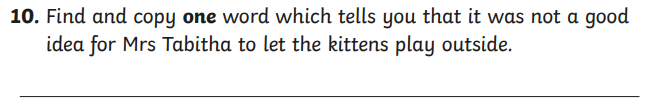 10. Find and copy one word which tells you that it was not a good
idea for Mrs Tabitha to let the kittens play outside.